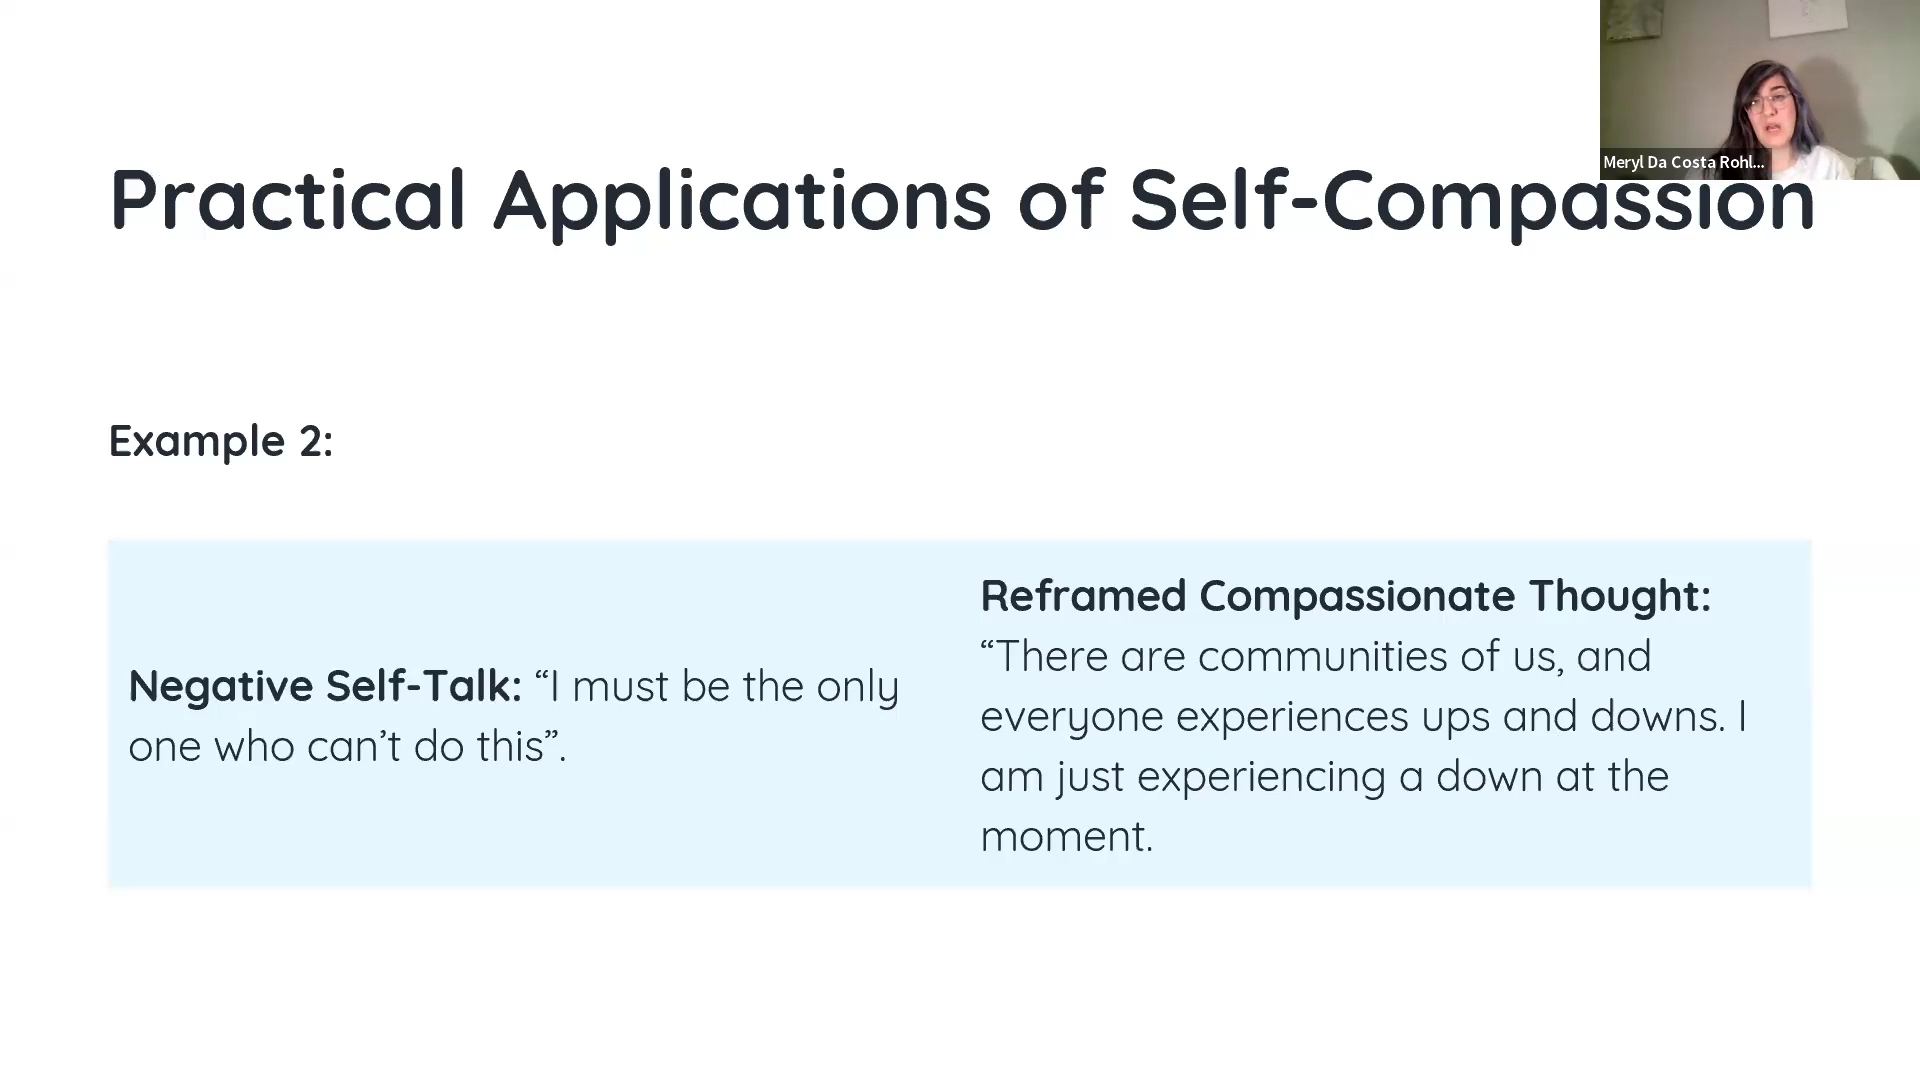 Meryl Da Costa Rohl...
Practical Applications of Self-Compassion
Example 2:
Negative Self-Talk: “I must be the only
one who can’t do this”.
Reframed Compassionate Thought:
“There are communities of us, and
everyone experiences ups and downs. I
am just experiencing a down at the
moment.